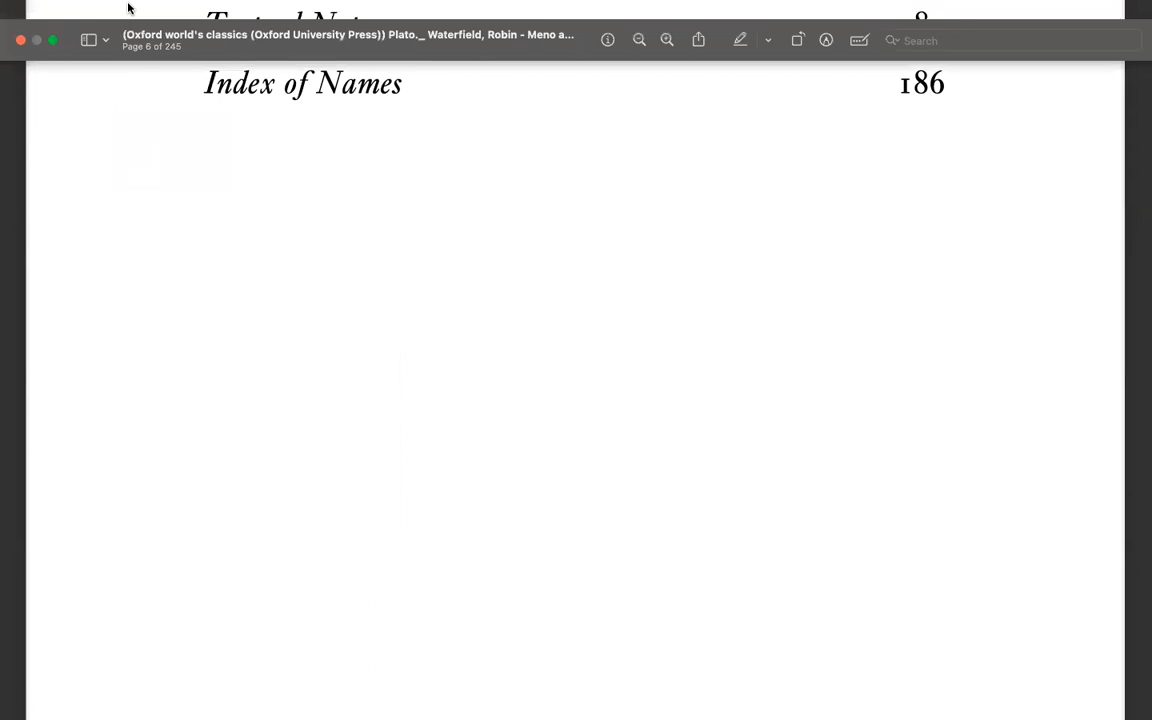 (Oxford world's classics (Oxford University Press)) Plato._ Waterfield, Robin - Meno a...
Page 6 of 245
Search
Index of Names 186